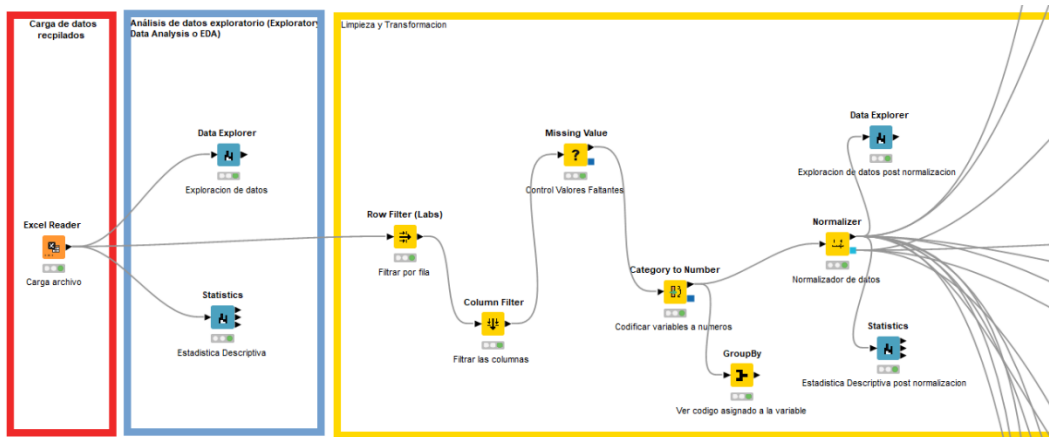 Carga de datos
recpilados
Análisis de datos exploratorio (Exploratory
Data Analysis o EDA)
Limpieza y Transformacion
Excel Reader
Carga archivo
Data Explorer
Exploracion de datos
Statistics
Estadistica Descriptiva
Row Filter (Labs)
Filtrar por fila
Column Filter
Filtrar las columnas
Missing Value
?
Control Valores Faltantes
Category to Number
Codificar variables a numeros
GroupBy
Ver codigo asignado a la variable
Data Explorer
Exploracion de datos post normalizacion
Normalizer
Normalizador de datos
Statistics
Estadistica Descriptiva post normalizacion